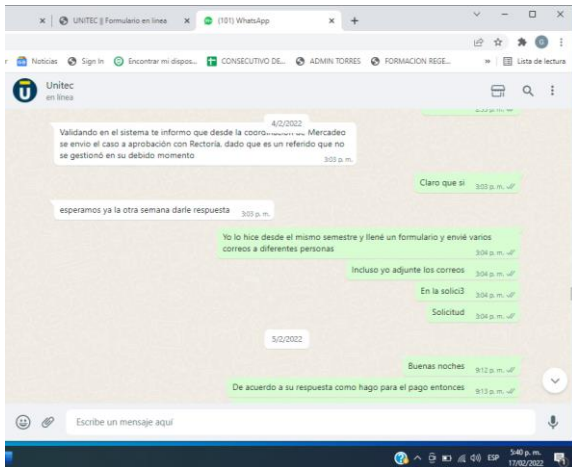 UNITEC || Formulario en linea
(101) WhatsApp
Noticias
Sign In
Encontrar mi dispos...
CONSECUTIVO DE...
ADMIN TORRES
FORMACION REGE...
»
Lista de lectura
Unitec
en línea
4/2/2022
Validando en el sistema te informo que desde la coordinación de Mercadeo
se envio el caso a aprobación con Rectoría, dado que es un referido que no
se gestionó en su debido momento
3:03 p. m.
Claro que si 3:03 p. m.
esperamos ya la otra semana darle respuesta 3:03 p. m.
Yo lo hice desde el mismo semestre y llené un formulario y envié varios
correos a diferentes personas
3:04 p. m.
Incluso yo adjunte los correos 3:04 p. m.
En la solici3 3:04 p. m.
Solicitud 3:04 p. m.
5/2/2022
Buenas noches 9:12 p. m.
De acuerdo a su respuesta como hago para el pago entonces 9:13 p. m.
Escribe un mensaje aquí
ESP
5:40 p. m.
17/02/2022